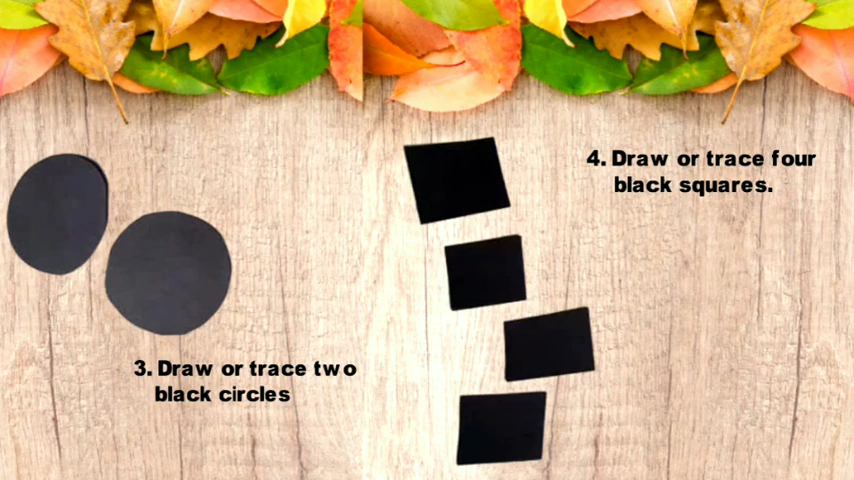 3. Draw or trace two
black circles
4. Draw or trace four
black squares.